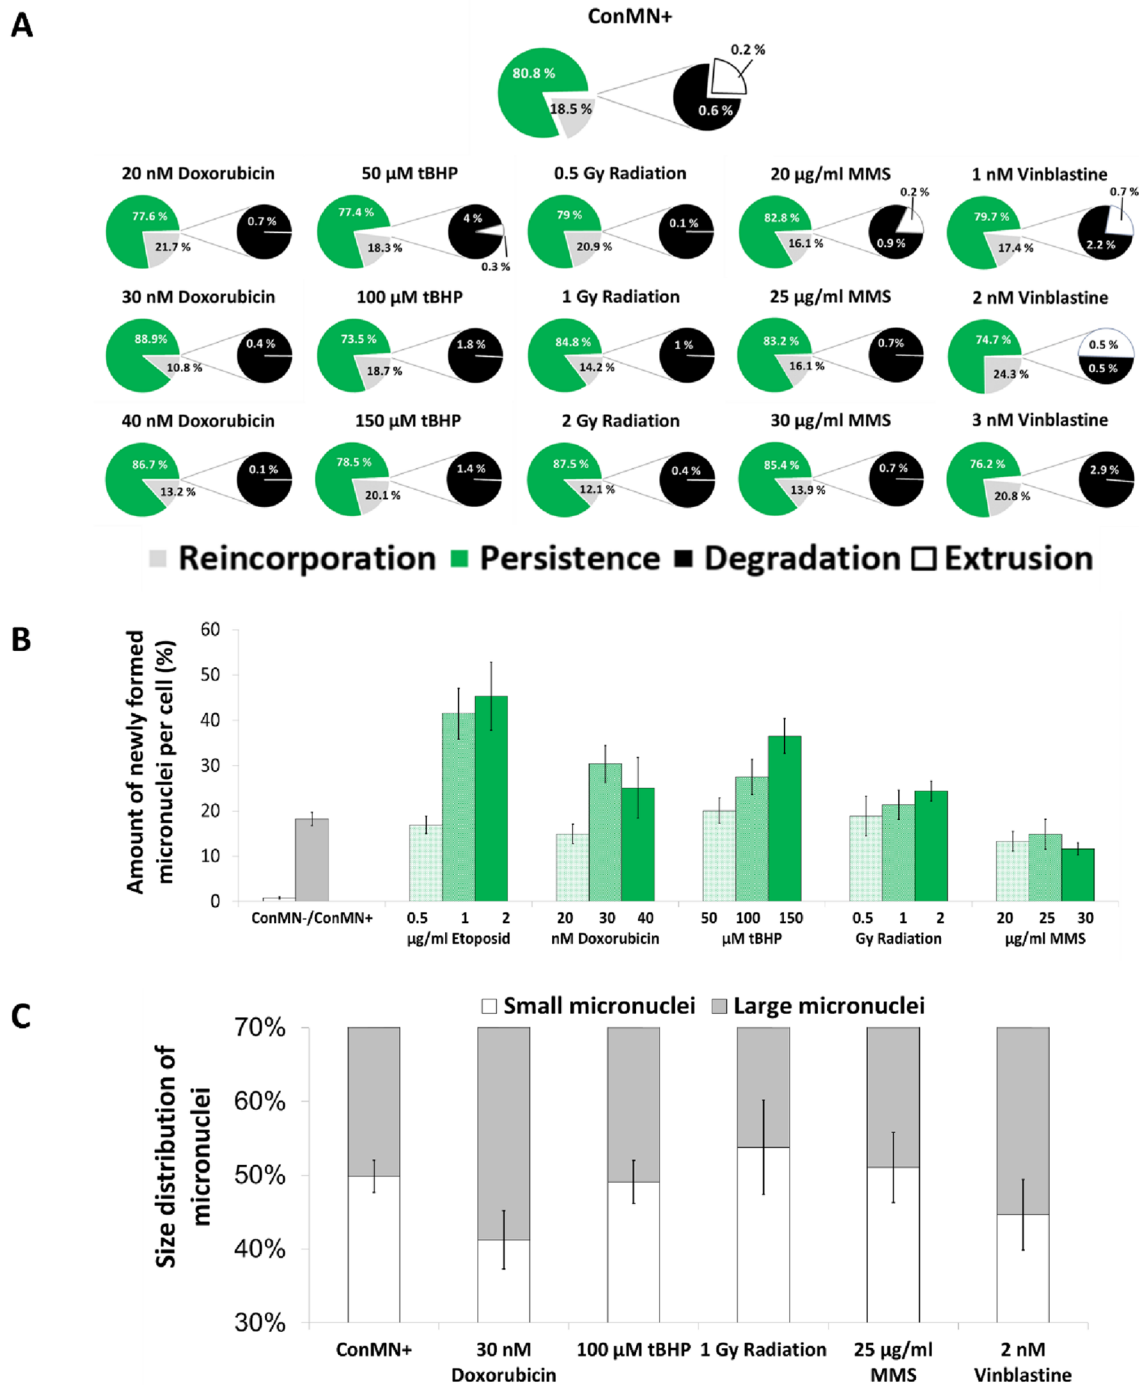 A
ConMN+
80.8 %
18.5 %
0.2 %
0.6 %
20 nM Doxorubicin
50 µM tBHP
0.5 Gy Radiation
20 µg/ml MMS
1 nM Vinblastine
77.6 %
21.7 %
0.7 %
77.4 %
18.3 %
4 %
0.3 %
79 %
20.9 %
0.1 %
82.8 %
16.1 %
0.2 %
0.9 %
79.7 %
17.4 %
0.7 %
2.2 %
30 nM Doxorubicin
100 µM tBHP
1 Gy Radiation
25 µg/ml MMS
2 nM Vinblastine
88.9%
10.8 %
0.4 %
73.5 %
18.7 %
1.8 %
84.8 %
14.2 %
1 %
83.2 %
16.1 %
0.7%
74.7 %
24.3 %
0.5 %
0.5 %
40 nM Doxorubicin
150 µM tBHP
2 Gy Radiation
30 µg/ml MMS
3 nM Vinblastine
86.7 %
13.2 %
0.1 %
78.5 %
20.1 %
1.4 %
87.5 %
12.1 %
0.4 %
85.4 %
13.9 %
0.7 %
76.2 %
20.8 %
2.9 %
Reincorporation Persistence Degradation Extrusion
B
Amount of newly formed
micronuclei per cell (%)
60
50
40
30
20
10
0
ConMN-/ConMN+
0.5 1 2
µg/ml Etoposid
20 30 40
nM Doxorubicin
50 100 150
µM tBHP
0.5 1 2
Gy Radiation
20 25 30
µg/ml MMS
C
Small micronuclei Large micronuclei
Size distribution of
micronuclei
70%
60%
50%
40%
30%
ConMN+
30 nM
Doxorubicin
100 µM tBHP
1 Gy Radiation
25 µg/ml
MMS
2 nM
Vinblastine